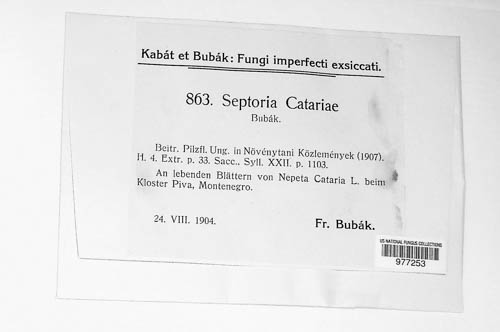 Kabát et Bubák: Fungi imperfecti exsiccati.
863. Septoria Catariae
Bubák.
Beitr. Pilzfl. Ung. in Növénytani Közlemények (1907).
H. 4. Extr. p. 33. Sacc., Syll. XXII. p. 1103.
An lebenden Blättern von Nepeta Cataria L. beim
Kloster Piva, Montenegro.
24. VIII. 1904.
Fr. Bubák.
US NATIONAL FUNGUS COLLECTIONS
977253